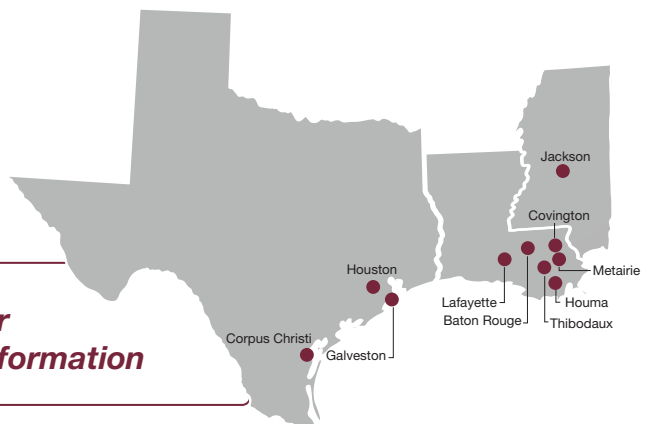 Jackson
Covington
Metairie
Houston
Lafayette
Houma
Baton Rouge
Thibodaux
Corpus Christi
Galveston
r
formation